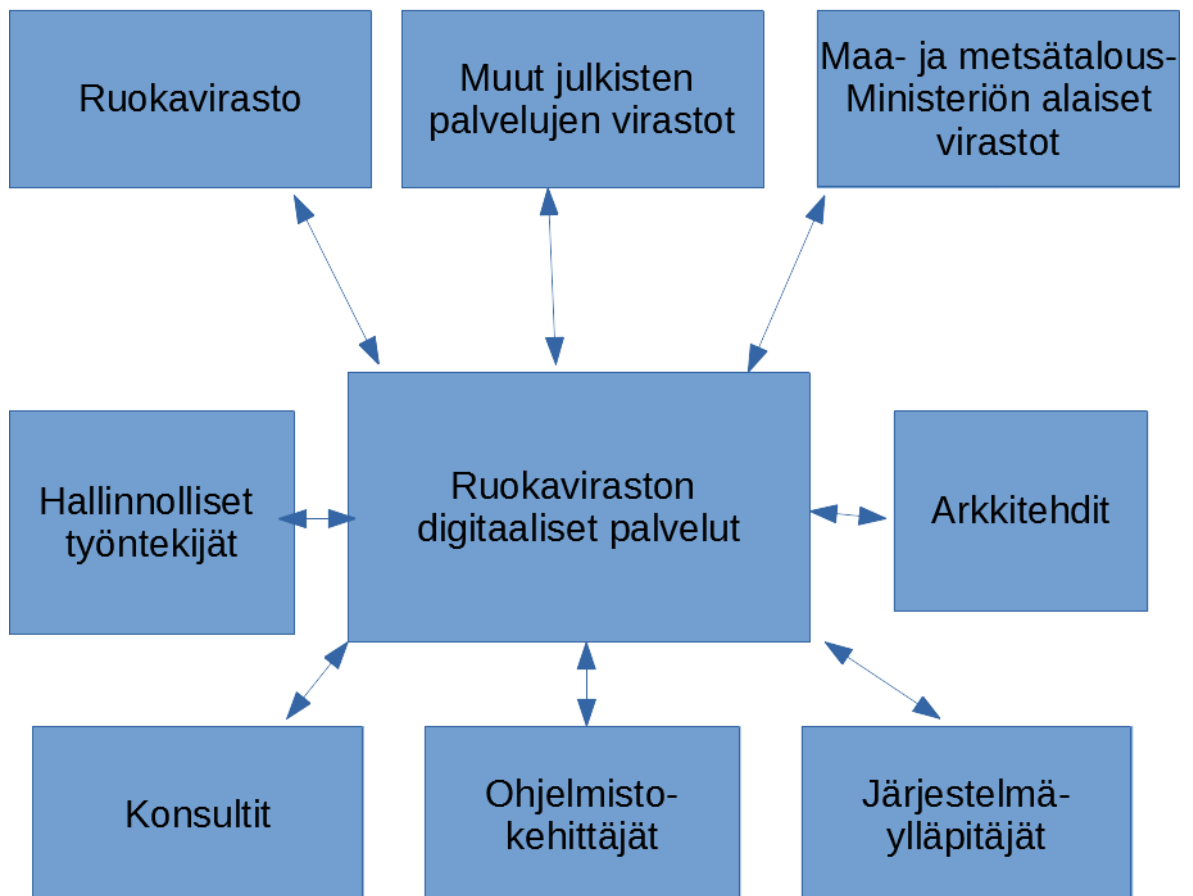 Ruokavirasto
Muut julkisten
palvelujen virastot
Maa- ja metsätalous-
Ministeriön alaiset
virastot
Hallinnolliset
työntekijät
Ruokaviraston
digitaaliset palvelut
Arkkitehdit
Konsultit
Ohjelmisto-
kehittäjät
Järjestelmä-
ylläpitäjät